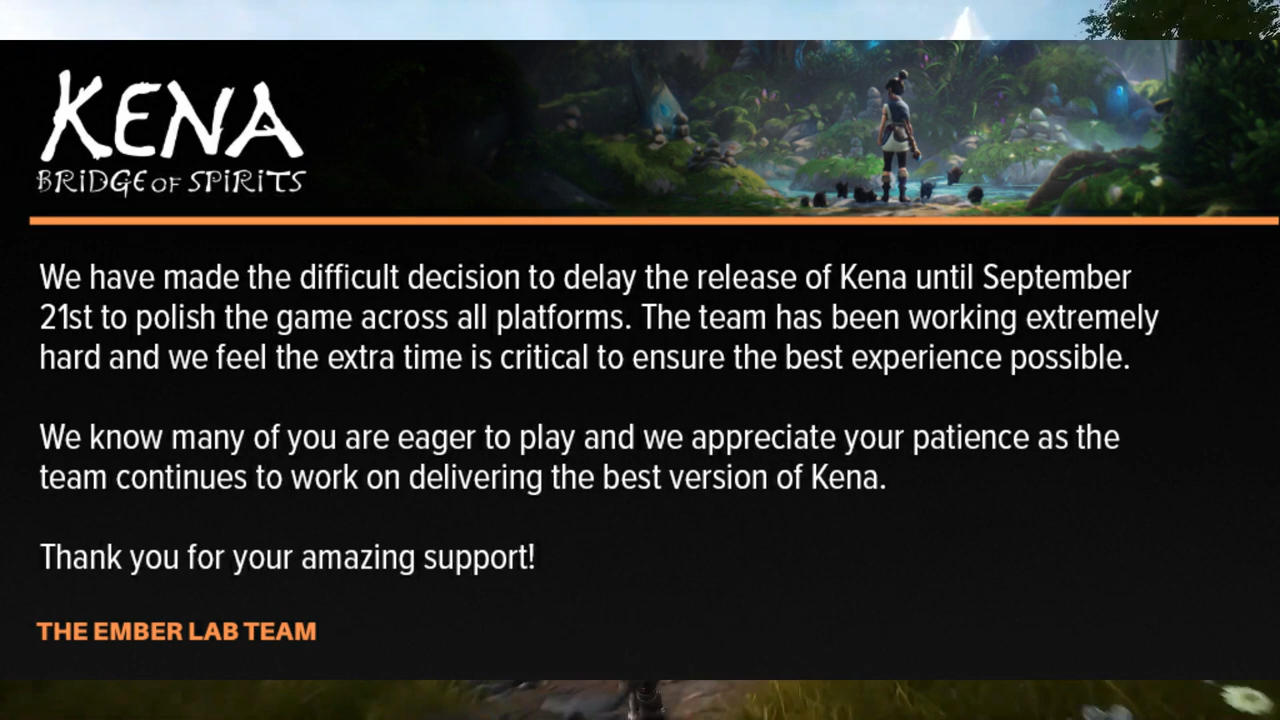 KENA
BRIDGE OF SPIRITS
We have made the difficult decision to delay the release of Kena until September
21st to polish the game across all platforms. The team has been working extremely
hard and we feel the extra time is critical to ensure the best experience possible.
We know many of you are eager to play and we appreciate your patience as the
team continues to work on delivering the best version of Kena.
Thank you for your amazing support!
THE EMBER LAB TEAM